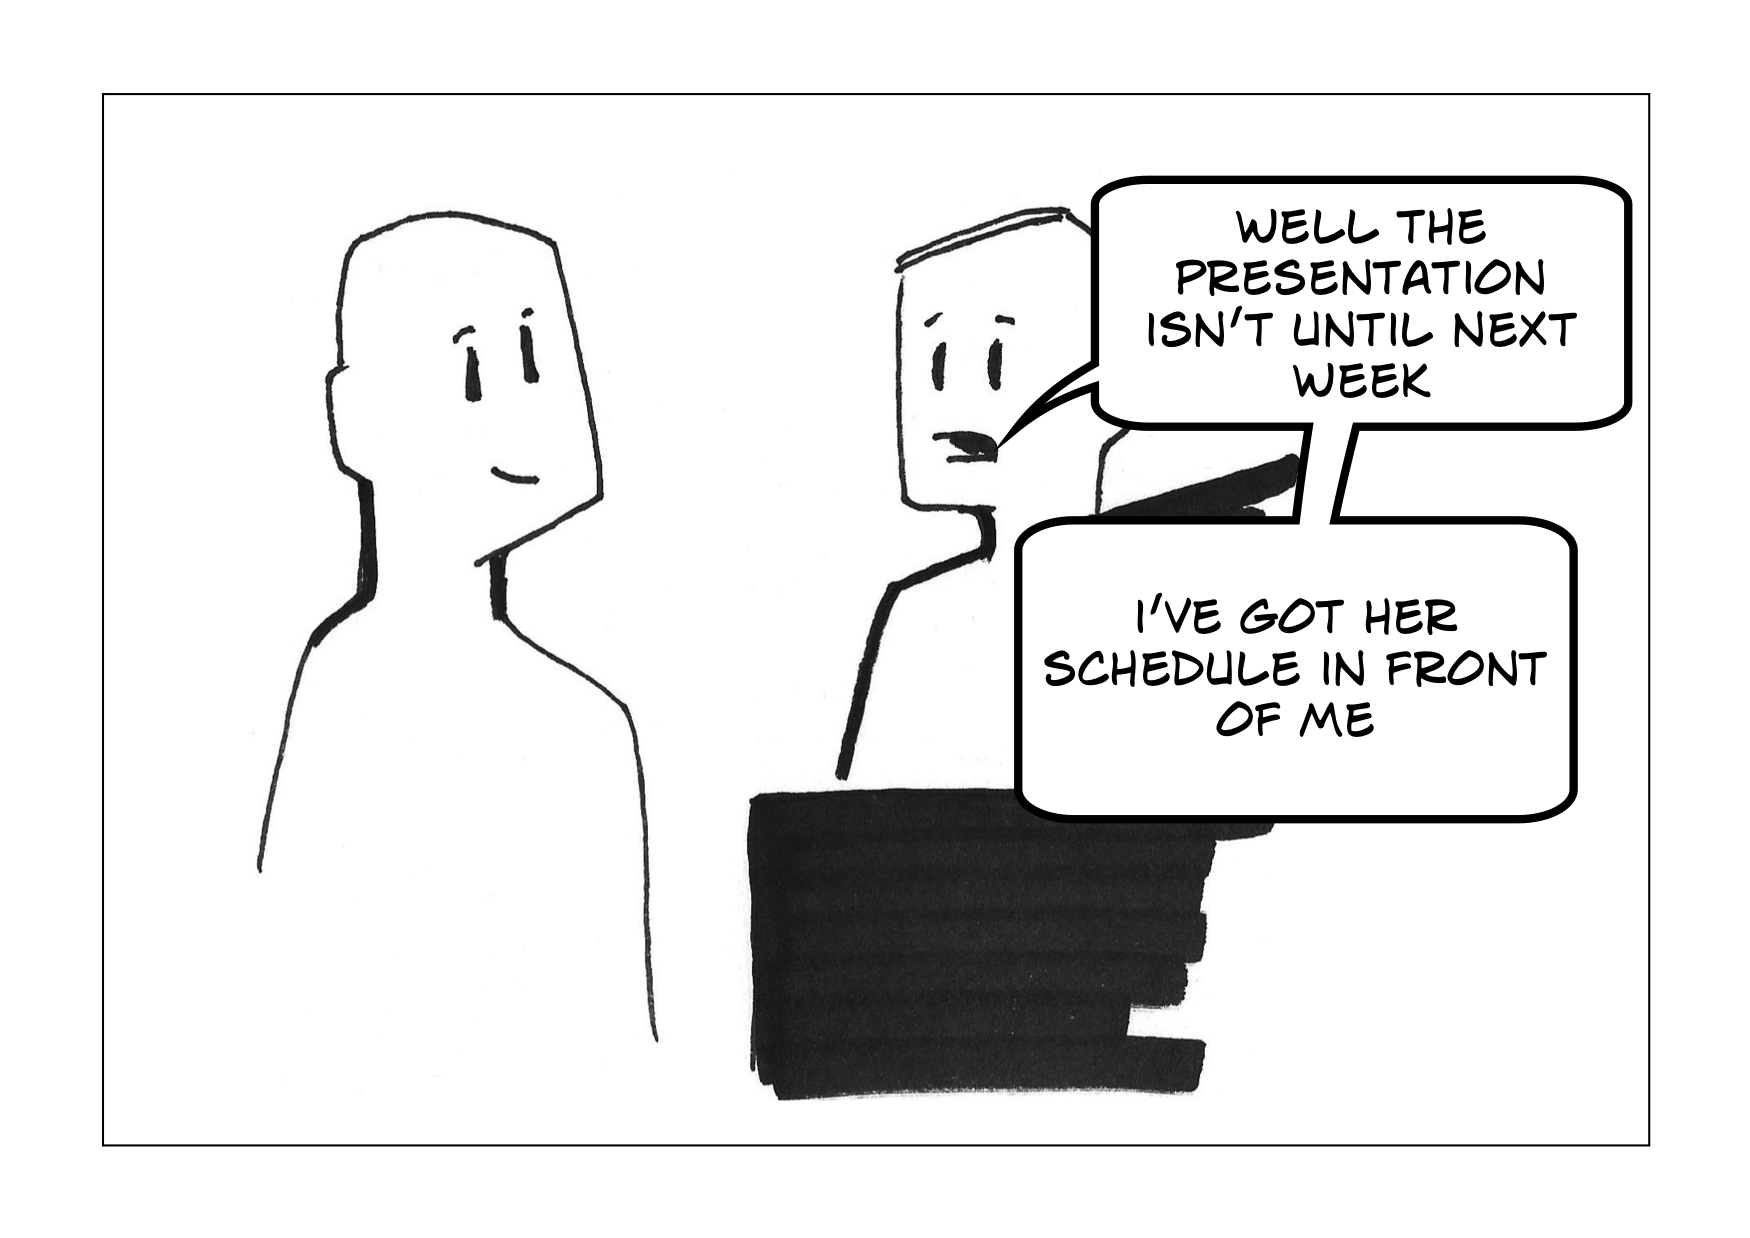 WELL THE
PRESENTATION
ISN'T UNTIL NEXT
WEEK
I'VE GOT HER
SCHEDULE IN FRONT
OF ME